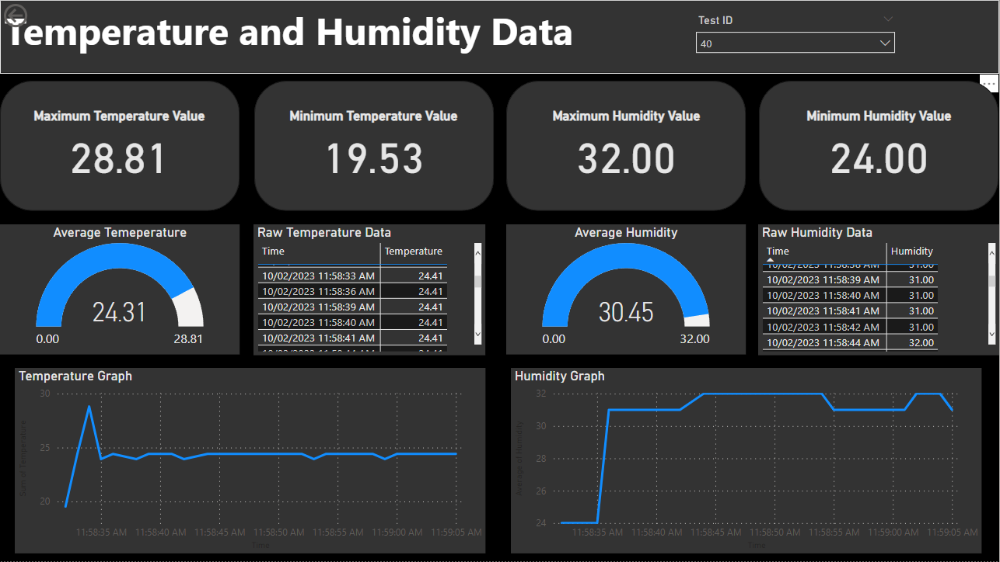 Temperature and Humidity Data
Test ID
40
Maximum Temperature Value
28.81
Minimum Temperature Value
19.53
Maximum Humidity Value
32.00
Minimum Humidity Value
24.00
Average Temeperature
24.31
0.00
28.81
Raw Temperature Data
Time Temperature
10/02/2023 11:58:33 AM 24.41
10/02/2023 11:58:36 AM 24.41
10/02/2023 11:58:39 AM 24.41
10/02/2023 11:58:40 AM 24.41
10/02/2023 11:58:41 AM 24.41
Average Humidity
30.45
0.00
32.00
Raw Humidity Data
Time Humidity
10/02/2023 11:58:38 AM 31.00
10/02/2023 11:58:39 AM 31.00
10/02/2023 11:58:40 AM 31.00
10/02/2023 11:58:41 AM 31.00
10/02/2023 11:58:42 AM 31.00
10/02/2023 11:58:44 AM 32.00
Temperature Graph
30
25
20
Sum of Temperature
11:58:35 AM 11:58:40 AM 11:58:45 AM 11:58:50 AM 11:58:55 AM 11:59:00 AM 11:59:05 AM
Time
Humidity Graph
32
30
28
26
24
Average of Humidity
11:58:35 AM 11:58:40 AM 11:58:45 AM 11:58:50 AM 11:58:55 AM 11:59:00 AM 11:59:05 AM
Time